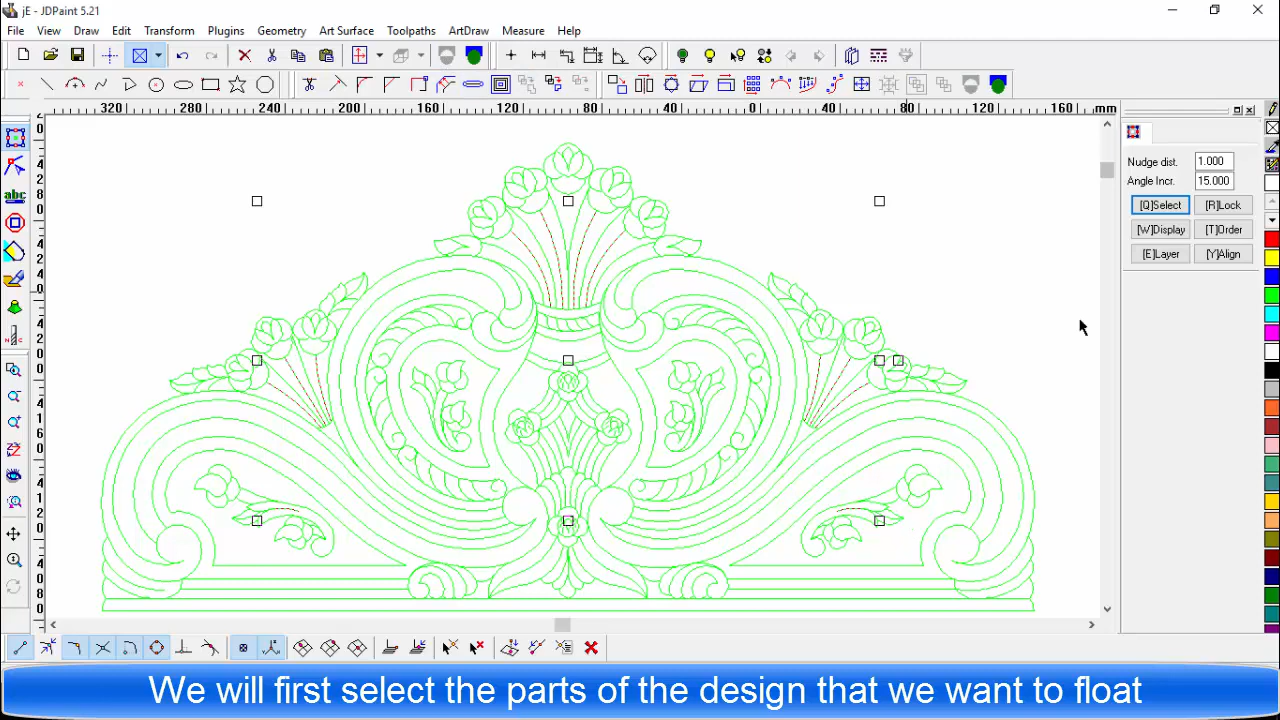 jE - JDPaint 5.21
File View Draw Edit Transform Plugins Geometry Art Surface Toolpaths ArtDraw Measure Help
abc
320 280 240 200 160 120 80 40 0 40 80 120 160 mm
Nudge dist. 1.000
Angle Incr. 15.000
[Q]Select [R]Lock
[W]Display [T]Order
[E]Layer [Y]Align
We will first select the parts of the design that we want to float